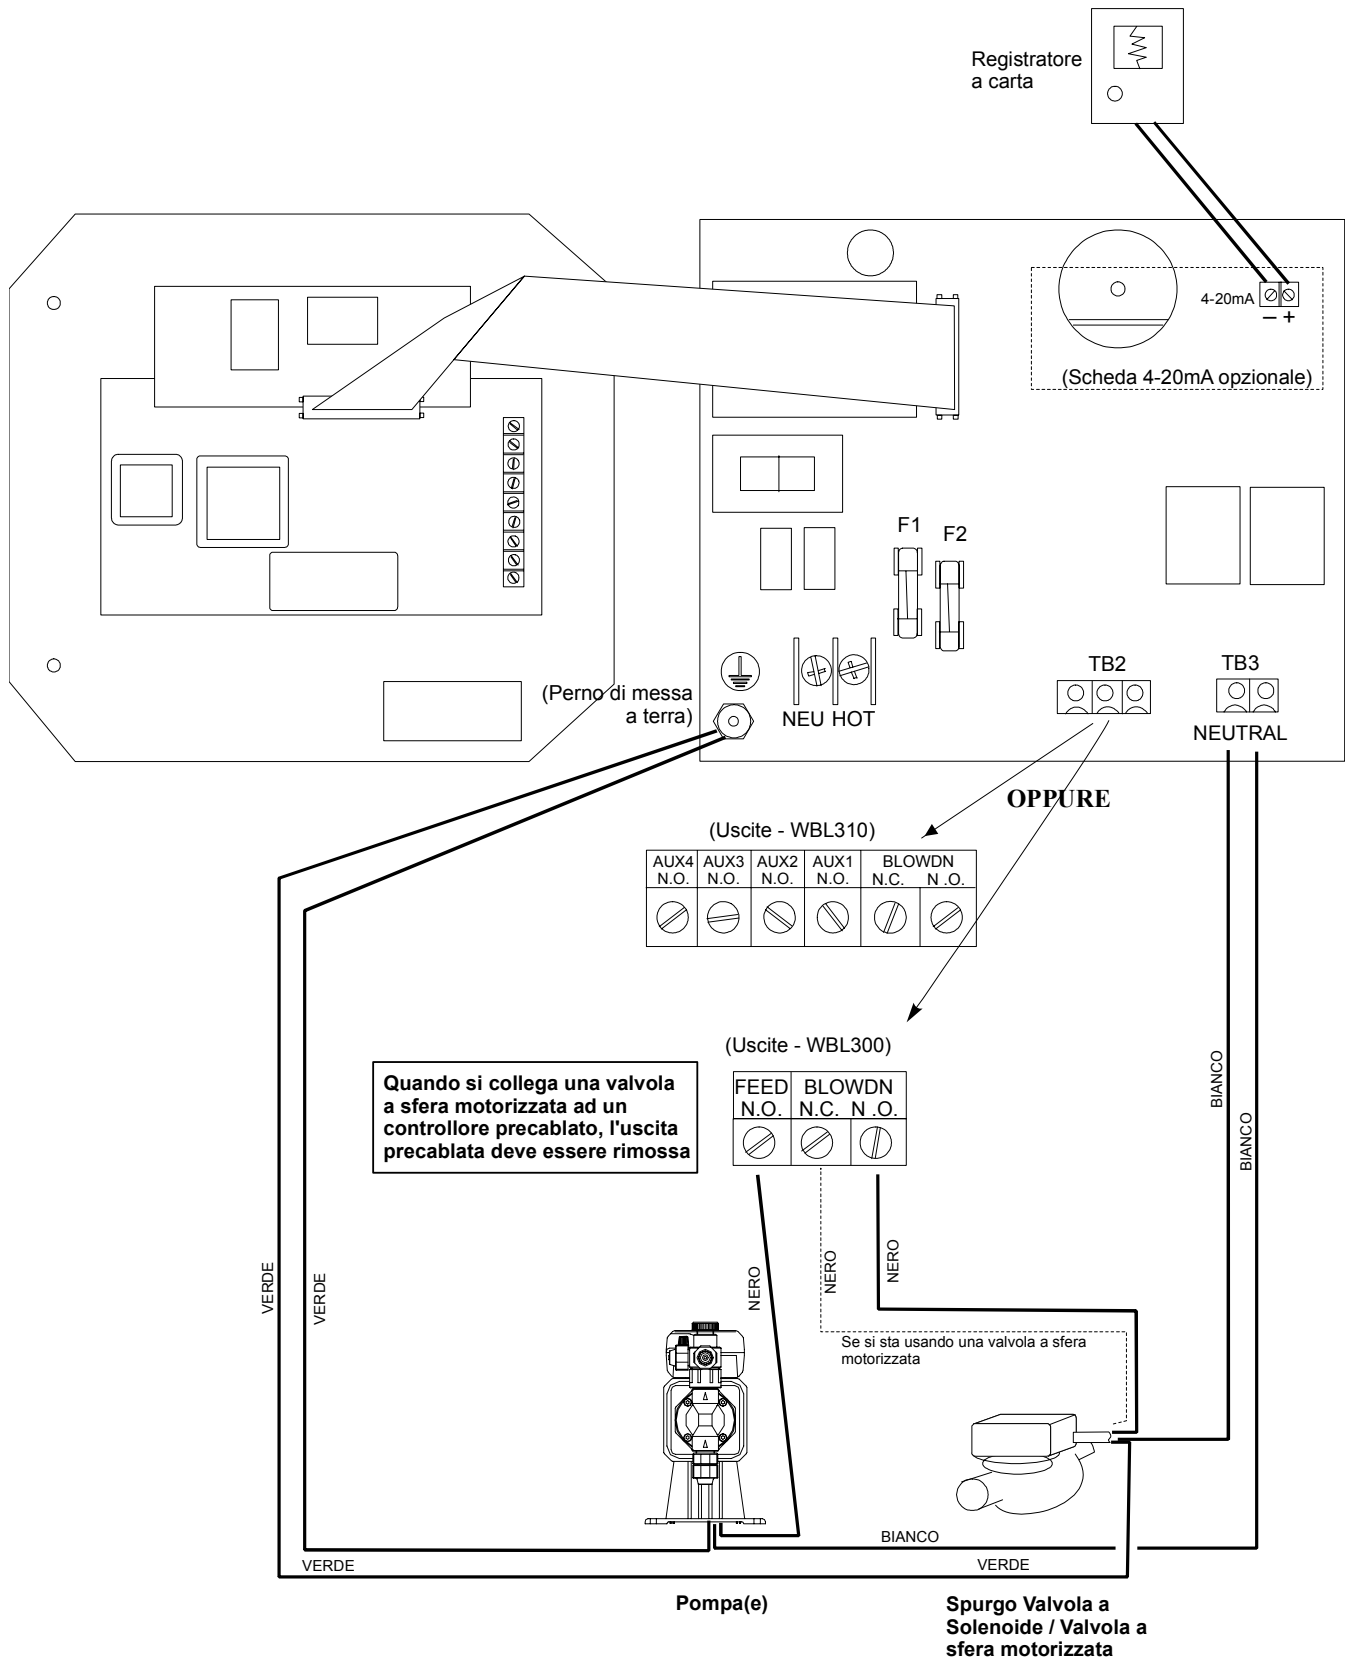 Registratore
a carta
4-20mA
– +
(Scheda 4-20mA opzionale)
F1
F2
TB2
TB3
(Perno di messa
a terra)
NEU HOT
NEUTRAL
OPPURE
(Uscite - WBL310)
AUX4 AUX3 AUX2 AUX1 BLOWDN
N.O. N.O. N.O. N.O. N.C. N .O.
(Uscite - WBL300)
Quando si collega una valvola
a sfera motorizzata ad un
controllore precablato, l'uscita
precablata deve essere rimossa
FEED BLOWDN
N.O. N.C. N .O.
BIANCO
BIANCO
VERDE
VERDE
NERO
NERO
NERO
Se si sta usando una valvola a sfera
motorizzata
BIANCO
VERDE
VERDE
Pompa(e)
Spurgo Valvola a
Solenoide / Valvola a
sfera motorizzata